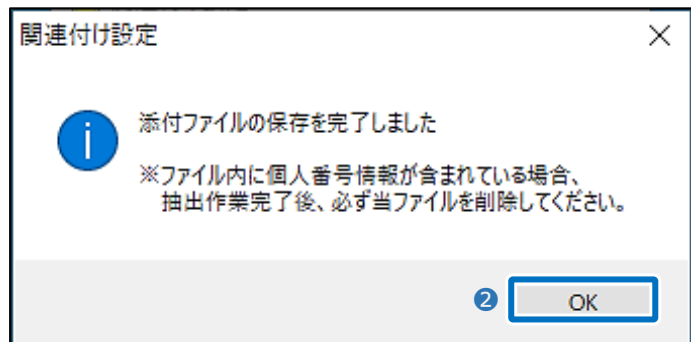 関連付け設定
添付ファイルの保存を完了しました
※ファイル内に個人番号情報が含まれている場合、
抽出作業完了後、必ず当ファイルを削除してください。
❷ OK